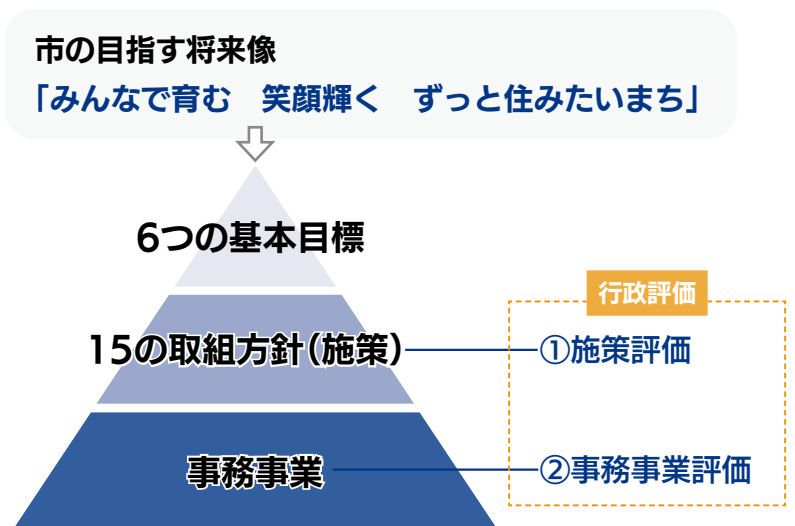 市の目指す将来像
「みんなで育む　笑顔輝く　ずっと住みたいまち」
6つの基本目標
行政評価
15の取組方針(施策)
①施策評価
事務事業
②事務事業評価